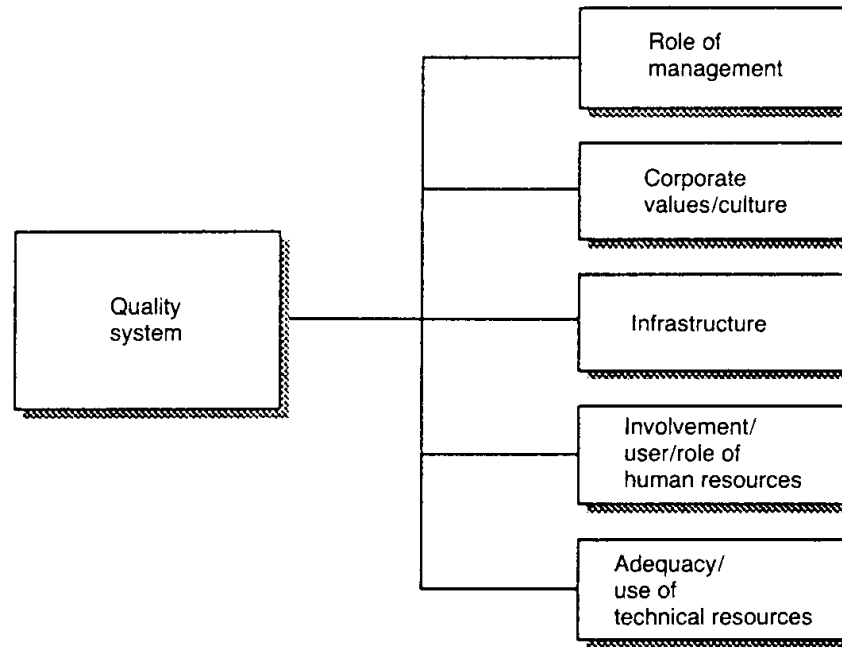 Role of
management
Corporate
values/culture
Quality
system
Infrastructure
Involvement/
user/role of
human resources
Adequacy/
use of
technical resources